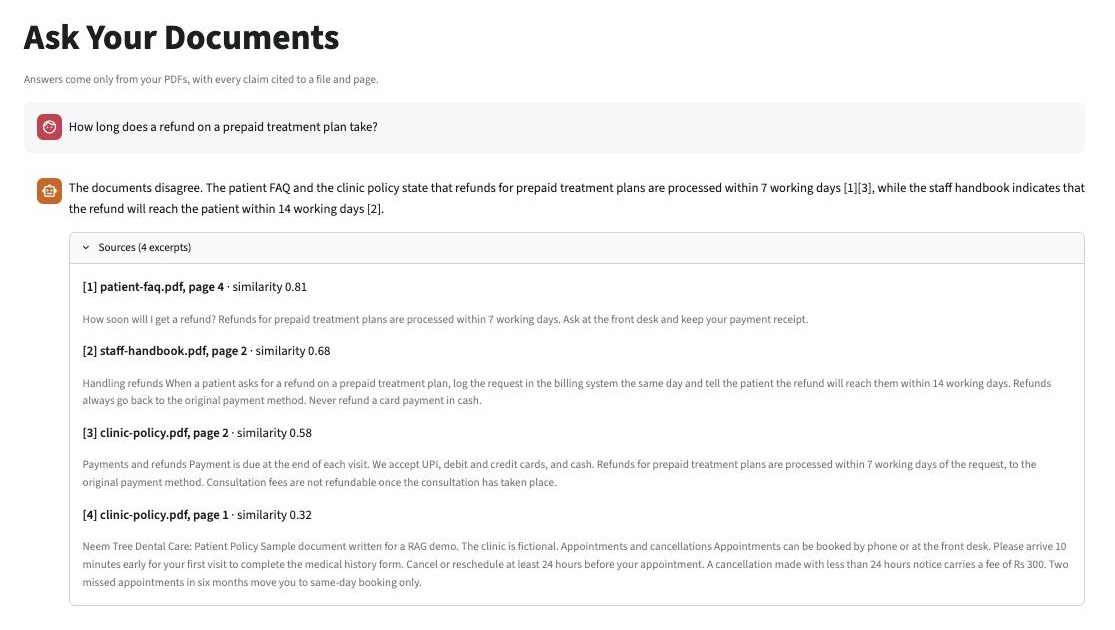 Ask Your Documents
Answers come only from your PDFs, with every claim cited to a file and page.
How long does a refund on a prepaid treatment plan take?
The documents disagree. The patient FAQ and the clinic policy state that refunds for prepaid treatment plans are processed within 7 working days [1][3], while the staff handbook indicates that
the refund will reach the patient within 14 working days [2].
Sources (4 excerpts)
[1] patient-faq.pdf, page 4 · similarity 0.81
How soon will I get a refund? Refunds for prepaid treatment plans are processed within 7 working days. Ask at the front desk and keep your payment receipt.
[2] staff-handbook.pdf, page 2 · similarity 0.68
Handling refunds When a patient asks for a refund on a prepaid treatment plan, log the request in the billing system the same day and tell the patient the refund will reach them within 14 working days. Refunds
always go back to the original payment method. Never refund a card payment in cash.
[3] clinic-policy.pdf, page 2 · similarity 0.58
Payments and refunds Payment is due at the end of each visit. We accept UPI, debit and credit cards, and cash. Refunds for prepaid treatment plans are processed within 7 working days of the request, to the
original payment method. Consultation fees are not refundable once the consultation has taken place.
[4] clinic-policy.pdf, page 1 · similarity 0.32
Neem Tree Dental Care: Patient Policy Sample document written for a RAG demo. The clinic is fictional. Appointments and cancellations Appointments can be booked by phone or at the front desk. Please arrive 10
minutes early for your first visit to complete the medical history form. Cancel or reschedule at least 24 hours before your appointment. A cancellation made with less than 24 hours notice carries a fee of Rs 300. Two
missed appointments in six months move you to same-day booking only.